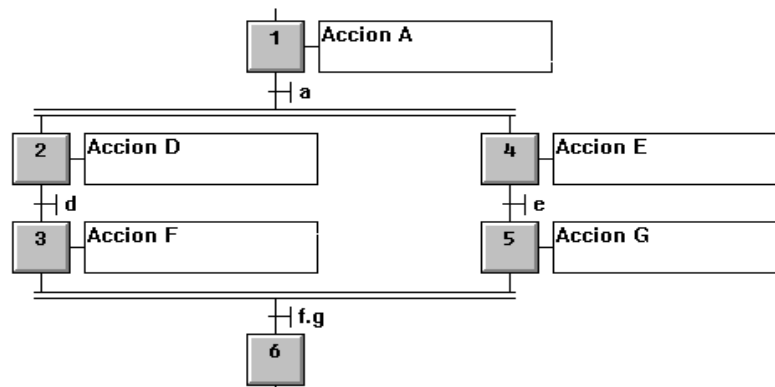 1 Accion A
a
2 Accion D
4 Accion E
d
e
3 Accion F
5 Accion G
f.g
6